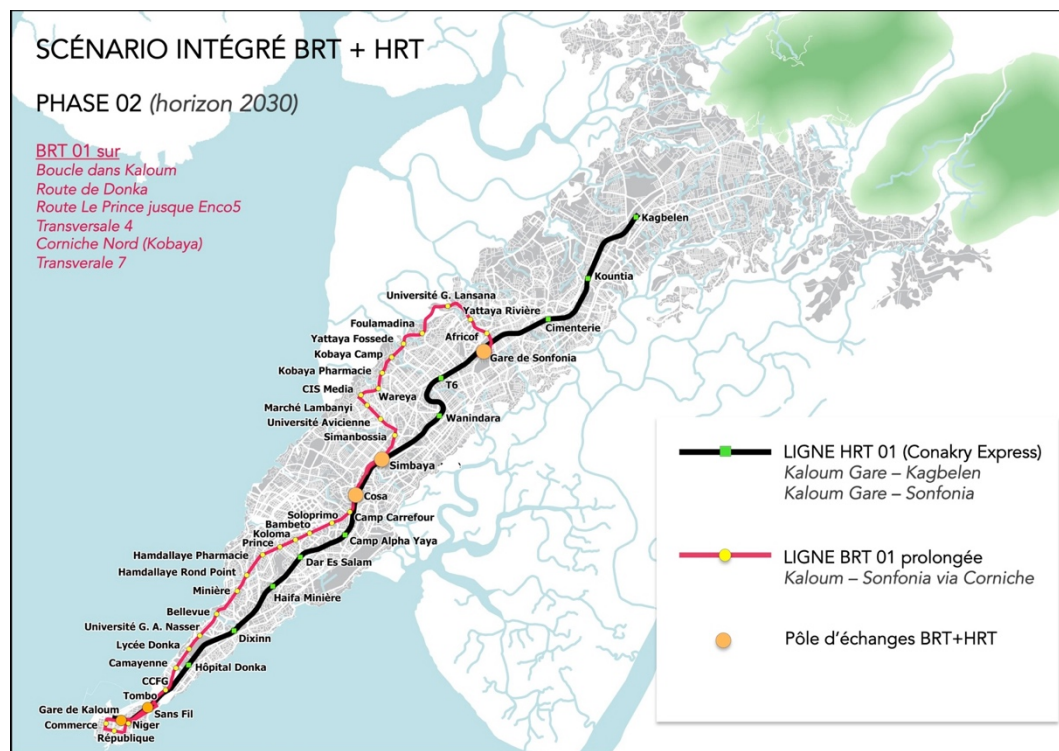 SCÉNARIO INTÉGRÉ BRT + HRT
PHASE 02 (horizon 2030)
BRT 01 sur
Boucle dans Kaloum
Route de Donka
Route Le Prince jusque Enco5
Transversale 4
Corniche Nord (Kobaya)
Transverale 7
Kagbelen
Kountia
Université G. Lansana
Yattaya Rivière
Foulamadina
Cimenterie
Yattaya Fossede
Africof
Kobaya Camp
Gare de Sonfonia
Kobaya Pharmacie
T6
CIS Media
Wareya
Marché Lambanyi
Wanindara
Université Avicienne
Simanbossia
Simbaya
Cosa
Soloprimo
Camp Carrefour
Bambeto
Koloma
Camp Alpha Yaya
Prince
Hamdallaye Pharmacie
Dar Es Salam
Hamdallaye Rond Point
Minière
Haifa Minière
Bellevue
Université G. A. Nasser
Dixinn
Lycée Donka
Camayenne
Hôpital Donka
CCFG
Tombo
Gare de Kaloum
Sans Fil
Commerce
Niger
République
LIGNE HRT 01 (Conakry Express)
Kaloum Gare – Kagbelen
Kaloum Gare – Sonfonia
LIGNE BRT 01 prolongée
Kaloum – Sonfonia via Corniche
Pôle d'échanges BRT+HRT